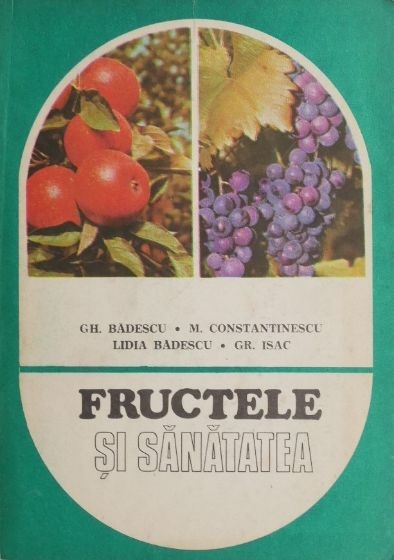 GH. BĂDESCU • M. CONSTANTINESCU
LIDIA BĂDESCU • GR. ISAC
FRUCTELE
ȘI SĂNĂTATEA